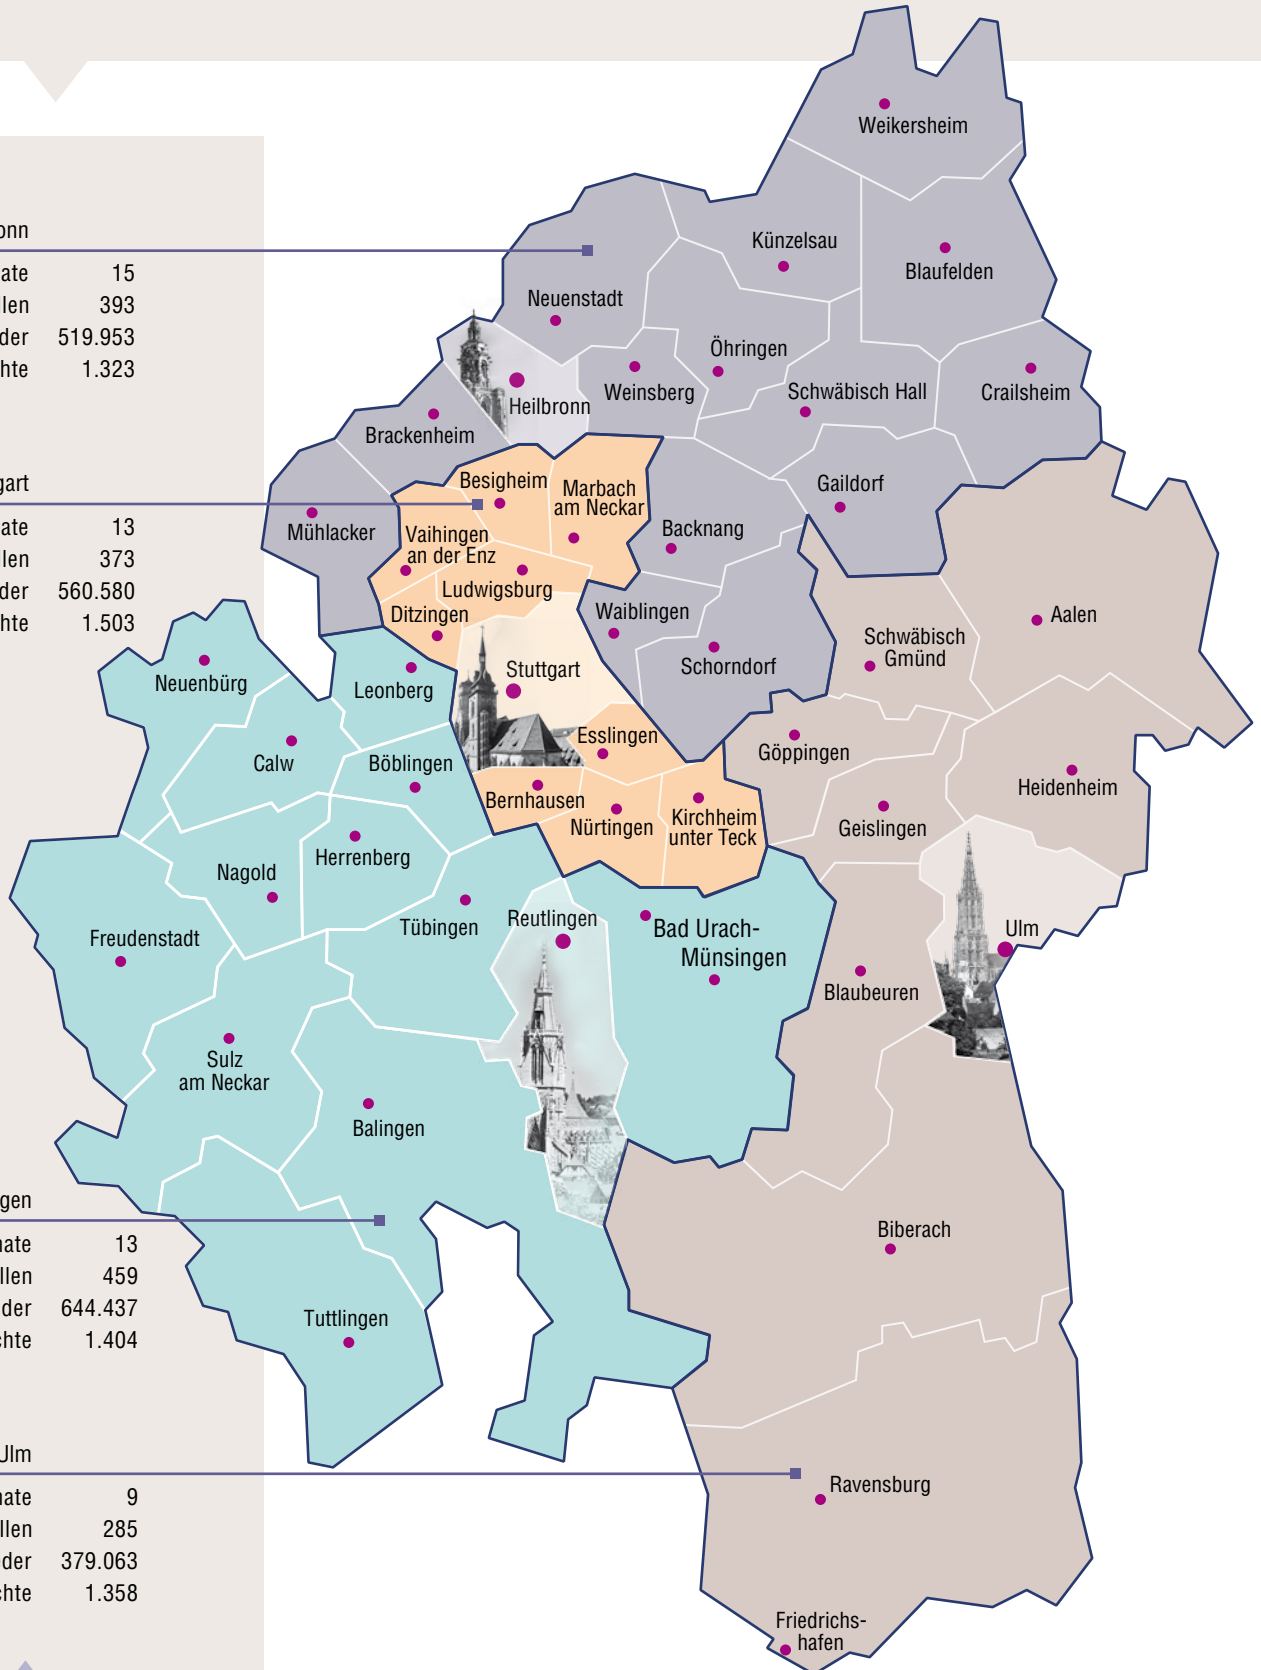 onn
ate 15
llen 393
der 519.953
hte 1.323
gart
ate 13
llen 373
der 560.580
hte 1.503
gen
nate 13
llen 459
der 644.437
chte 1.404
Ulm
nate 9
llen 285
eder 379.063
chte 1.358
Weikersheim
Künzelsau
Blaufelden
Neuenstadt
Öhringen
Weinsberg
Schwäbisch Hall
Crailsheim
Heilbronn
Brackenheim
Besigheim
Marbach
am Neckar
Gaildorf
Mühlacker
Vaihingen
an der Enz
Backnang
Ludwigsburg
Ditzingen
Waiblingen
Schorndorf
Schwäbisch
Gmünd
Aalen
Neuenbürg
Leonberg
Stuttgart
Calw
Böblingen
Esslingen
Göppingen
Heidenheim
Bernhausen
Nürtingen
Kirchheim
unter Teck
Geislingen
Herrenberg
Nagold
Freudenstadt
Tübingen
Reutlingen
Bad Urach-
Münsingen
Ulm
Blaubeuren
Sulz
am Neckar
Balingen
Biberach
Tuttlingen
Ravensburg
Friedrichs-
hafen